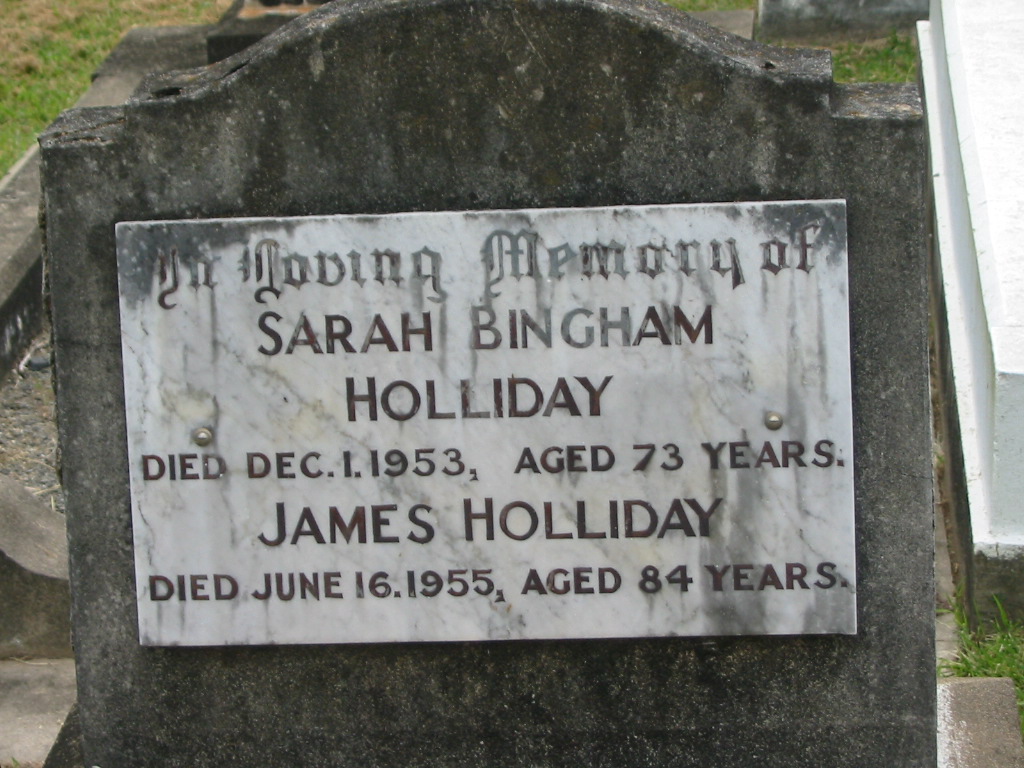 In Loving Memory of
SARAH BINGHAM
HOLLIDAY
DIED DEC. 1. 1953, AGED 73 YEARS.
JAMES HOLLIDAY
DIED JUNE 16. 1955, AGED 84 YEARS.